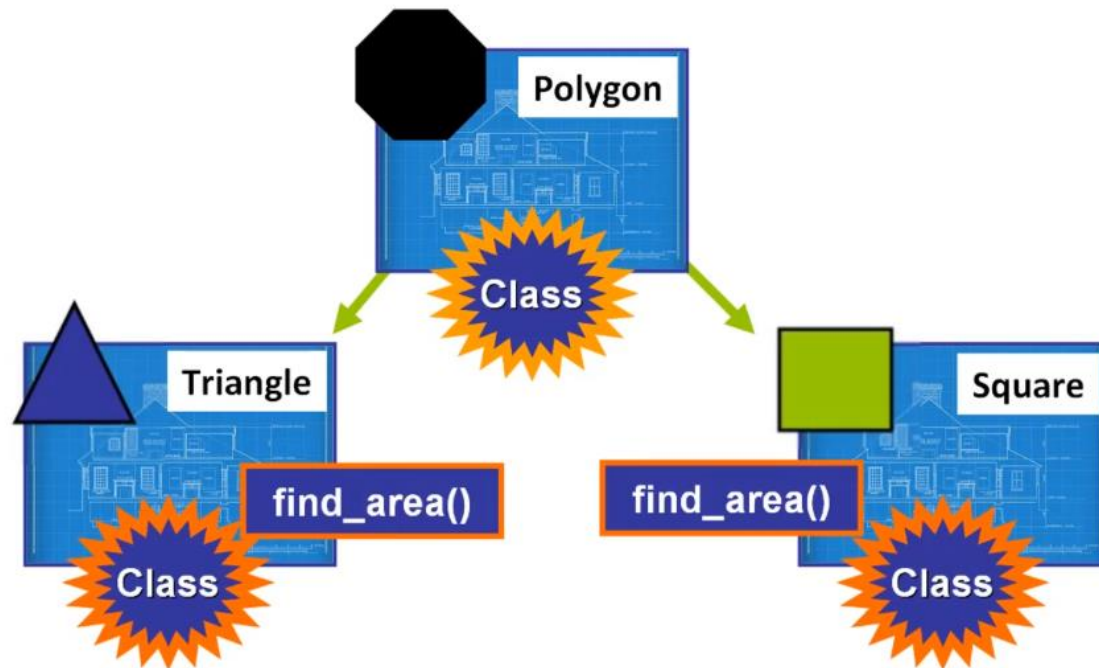 Polygon
Class
Triangle
find_area()
Class
Square
find_area()
Class